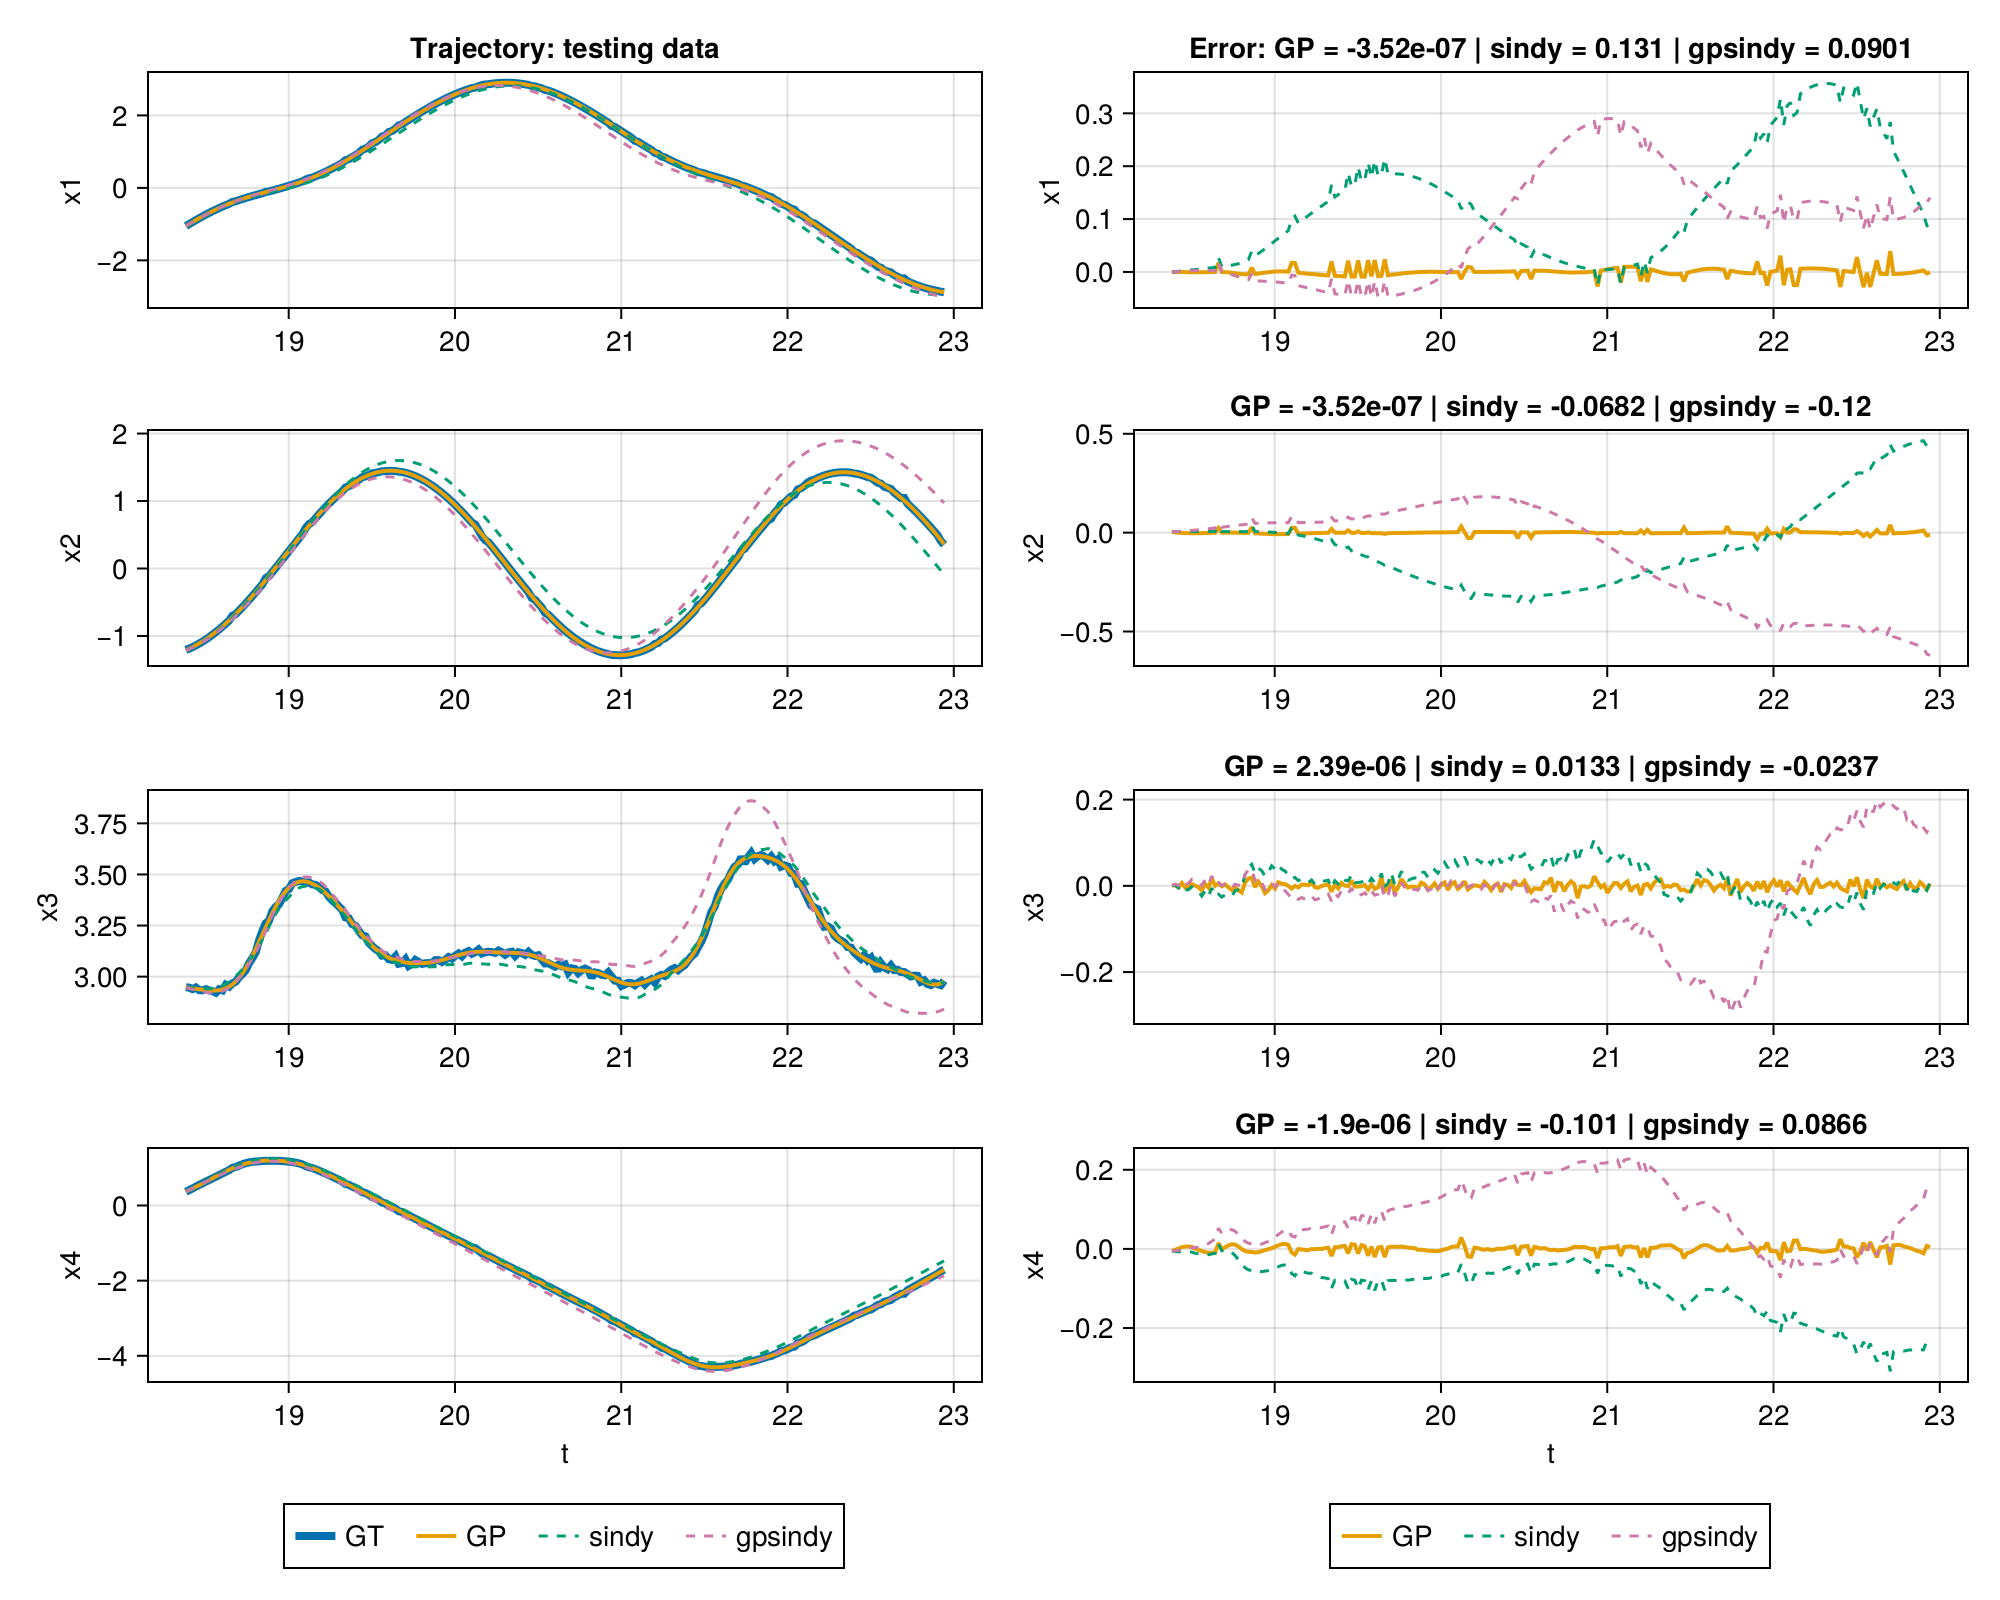 Trajectory: testing data
x1
2
0
−2
19 20 21 22 23
Error: GP = -3.52e-07 | sindy = 0.131 | gpsindy = 0.0901
x1
0.3
0.2
0.1
0.0
19 20 21 22 23
x2
2
1
0
−1
19 20 21 22 23
GP = -3.52e-07 | sindy = -0.0682 | gpsindy = -0.12
x2
0.5
0.0
−0.5
19 20 21 22 23
x3
3.75
3.50
3.25
3.00
19 20 21 22 23
GP = 2.39e-06 | sindy = 0.0133 | gpsindy = -0.0237
x3
0.2
0.0
−0.2
19 20 21 22 23
x4
0
−2
−4
19 20 21 22 23
t
GP = -1.9e-06 | sindy = -0.101 | gpsindy = 0.0866
x4
0.2
0.0
−0.2
19 20 21 22 23
t
GT GP sindy gpsindy
GP sindy gpsindy